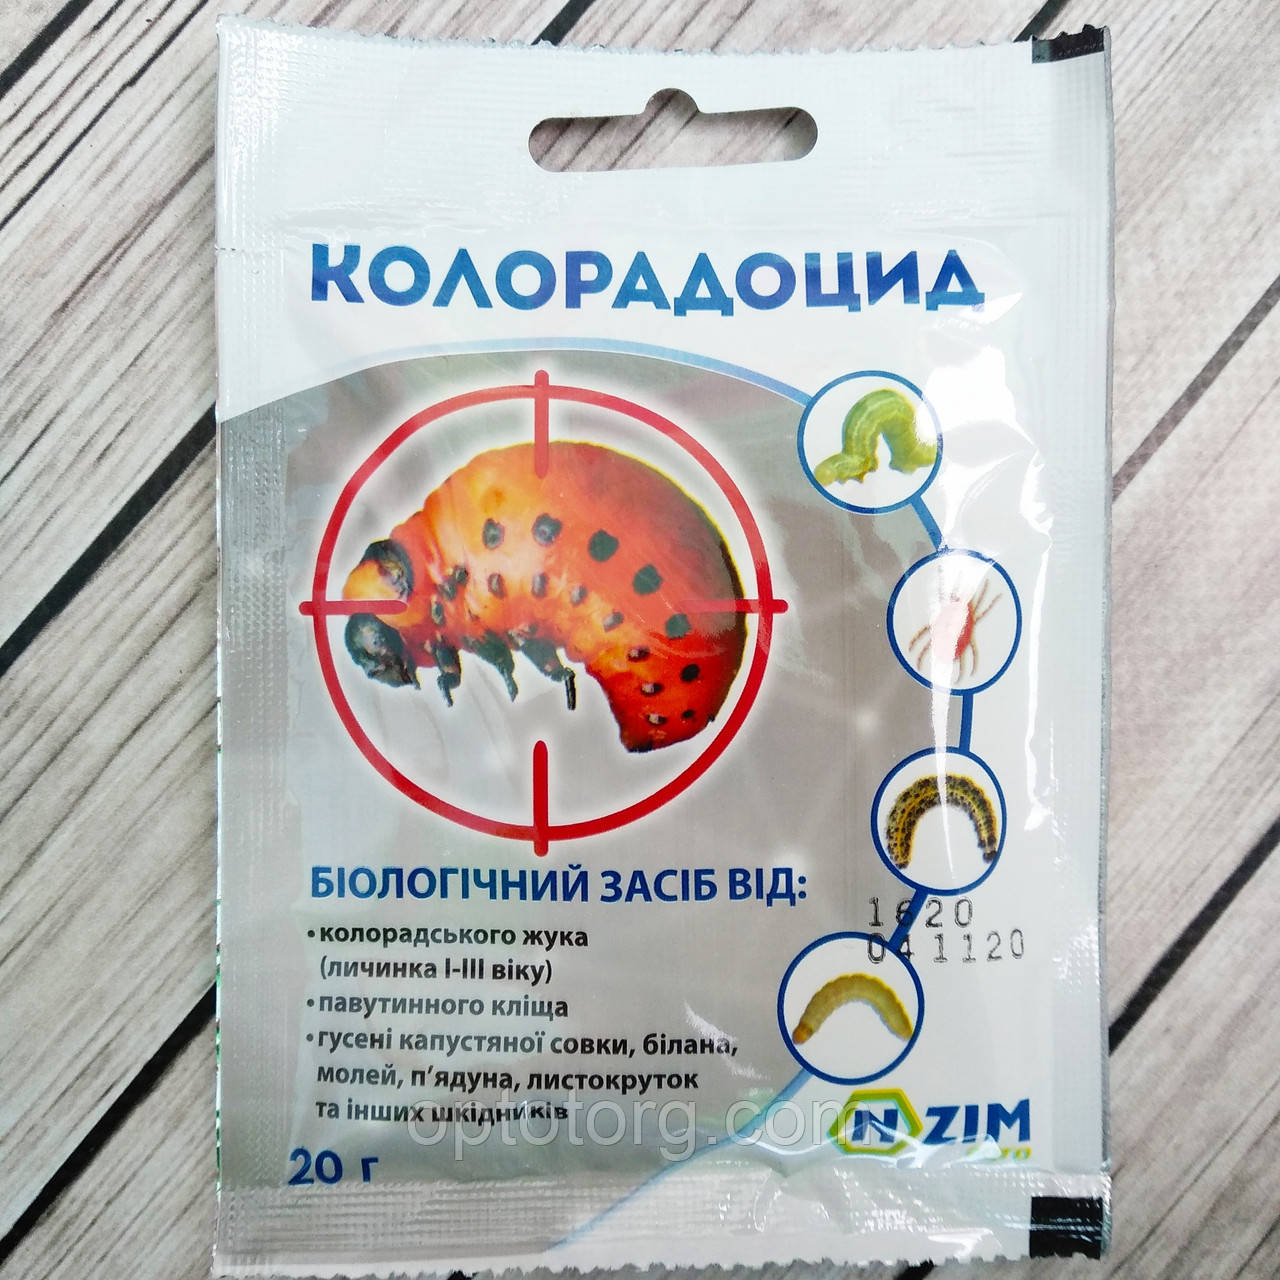 КОЛОРАДОЦИД
БІОЛОГІЧНИЙ ЗАСІБ ВІД:
•колорадського жука
(личинка І-ІІІ віку)
•павутинного кліща
•гусені капустяної совки, білана,
молей, п'ядуна, листокруток
та інших шкідників
20 г
1620
041120
optotorg.com
N ZIM